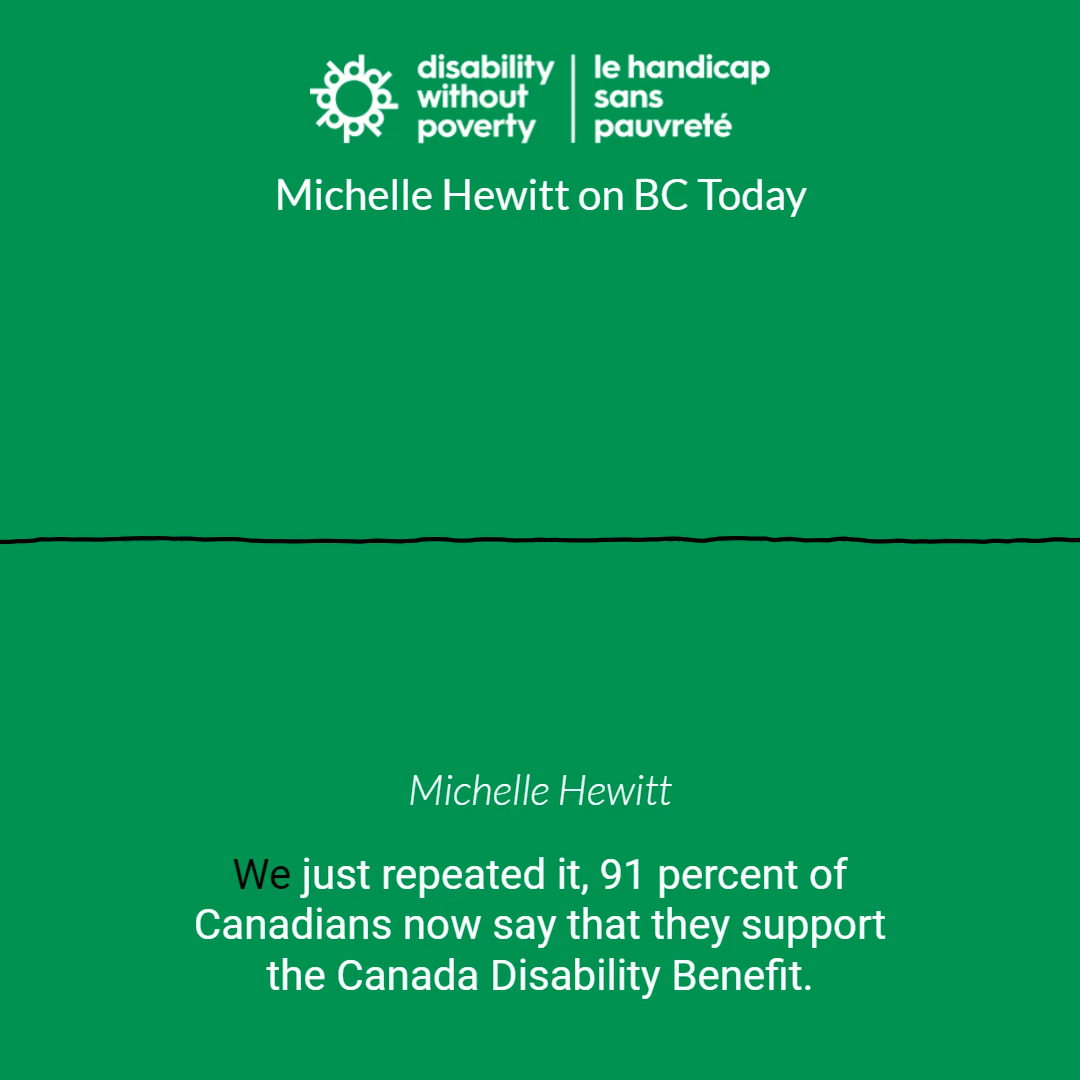 disability
without
poverty
le handicap
sans
pauvreté
Michelle Hewitt on BC Today
Michelle Hewitt
We just repeated it, 91 percent of
Canadians now say that they support
the Canada Disability Benefit.